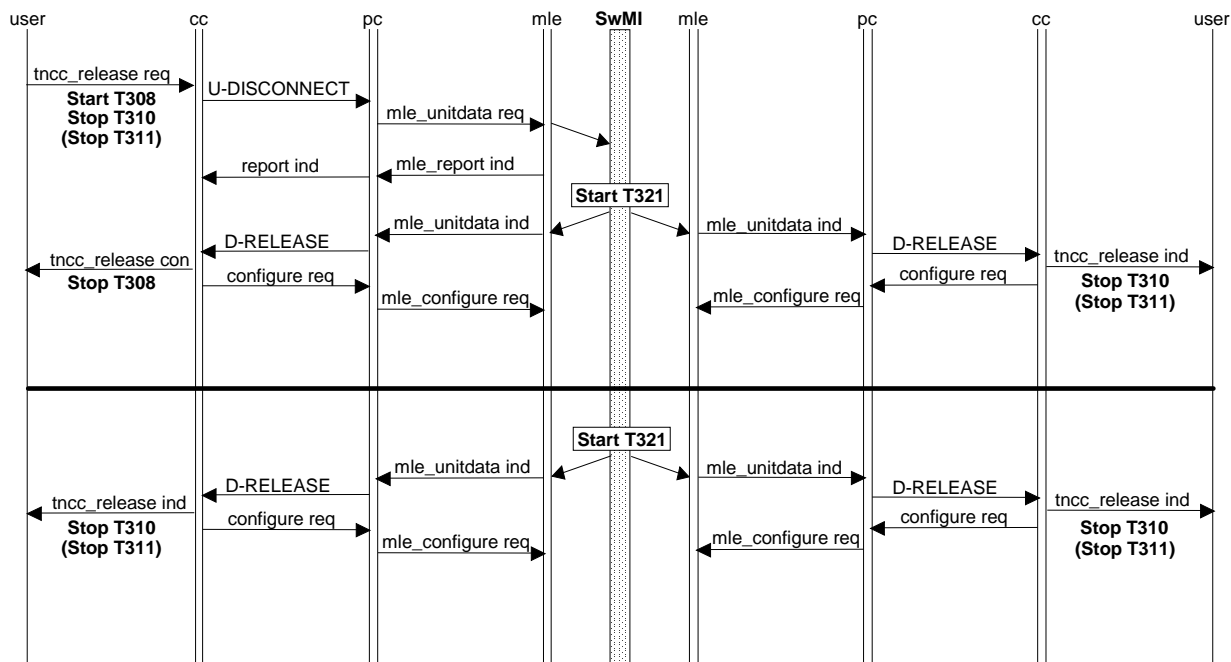 user cc pc mle SwMI mle pc cc user
tncc_release req
Start T308
Stop T310
(Stop T311)
U-DISCONNECT
mle_unitdata req
report ind
mle_report ind
Start T321
mle_unitdata ind
D-RELEASE
tncc_release con
Stop T308
configure req
mle_configure req
mle_unitdata ind
D-RELEASE
tncc_release ind
configure req
Stop T310
(Stop T311)
mle_configure req
Start T321
mle_unitdata ind
D-RELEASE
tncc_release ind
Stop T310
(Stop T311)
configure req
mle_configure req
mle_unitdata ind
D-RELEASE
tncc_release ind
configure req
Stop T310
(Stop T311)
mle_configure req